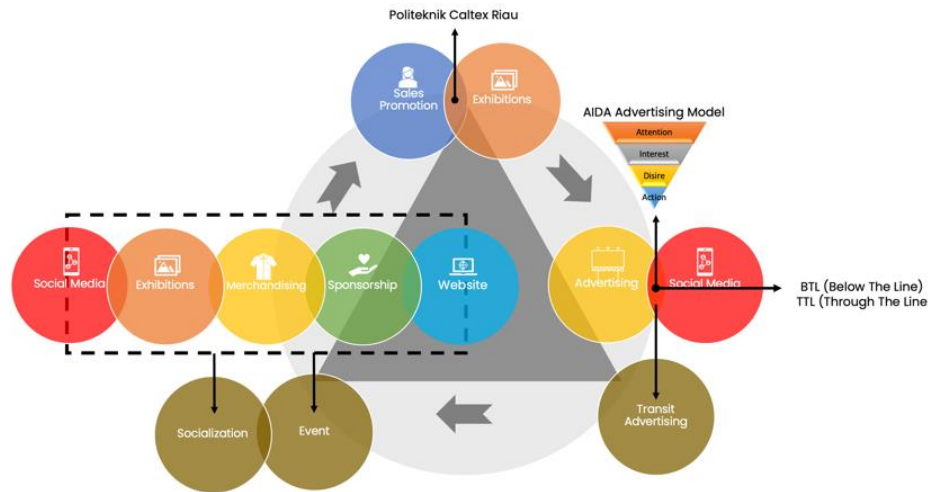 Politeknik Caltex Riau
Sales
Promotion
Exhibitions
AIDA Advertising Model
Attention
Interest
Disire
Action
Social Media
Exhibitions
Merchandising
Sponsorship
Website
Advertising
Social Media
BTL (Below The Line)
TTL (Through The Line
Socialization
Event
Transit
Advertising